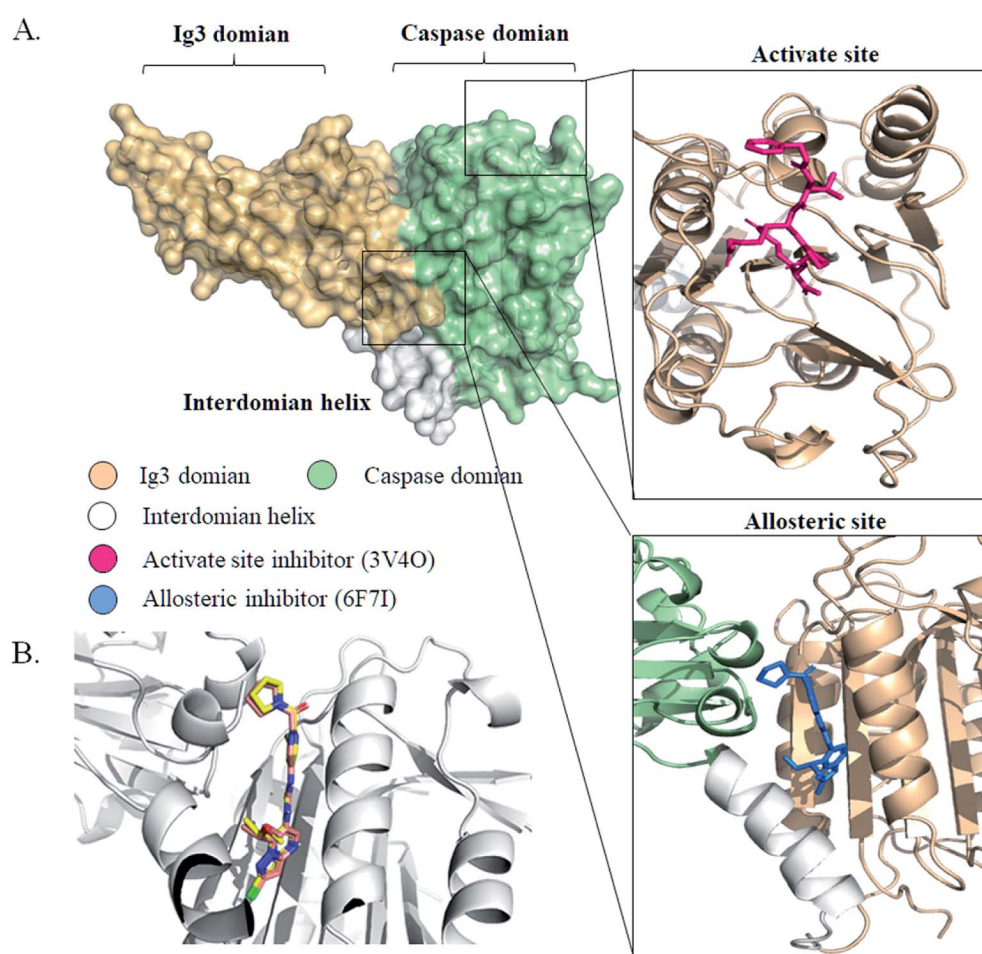 A.
Ig3 domian
Caspase domian
Activate site
Interdomian helix
Ig3 domian
Caspase domian
Interdomian helix
Activate site inhibitor (3V4O)
Allosteric inhibitor (6F7I)
Allosteric site
B.